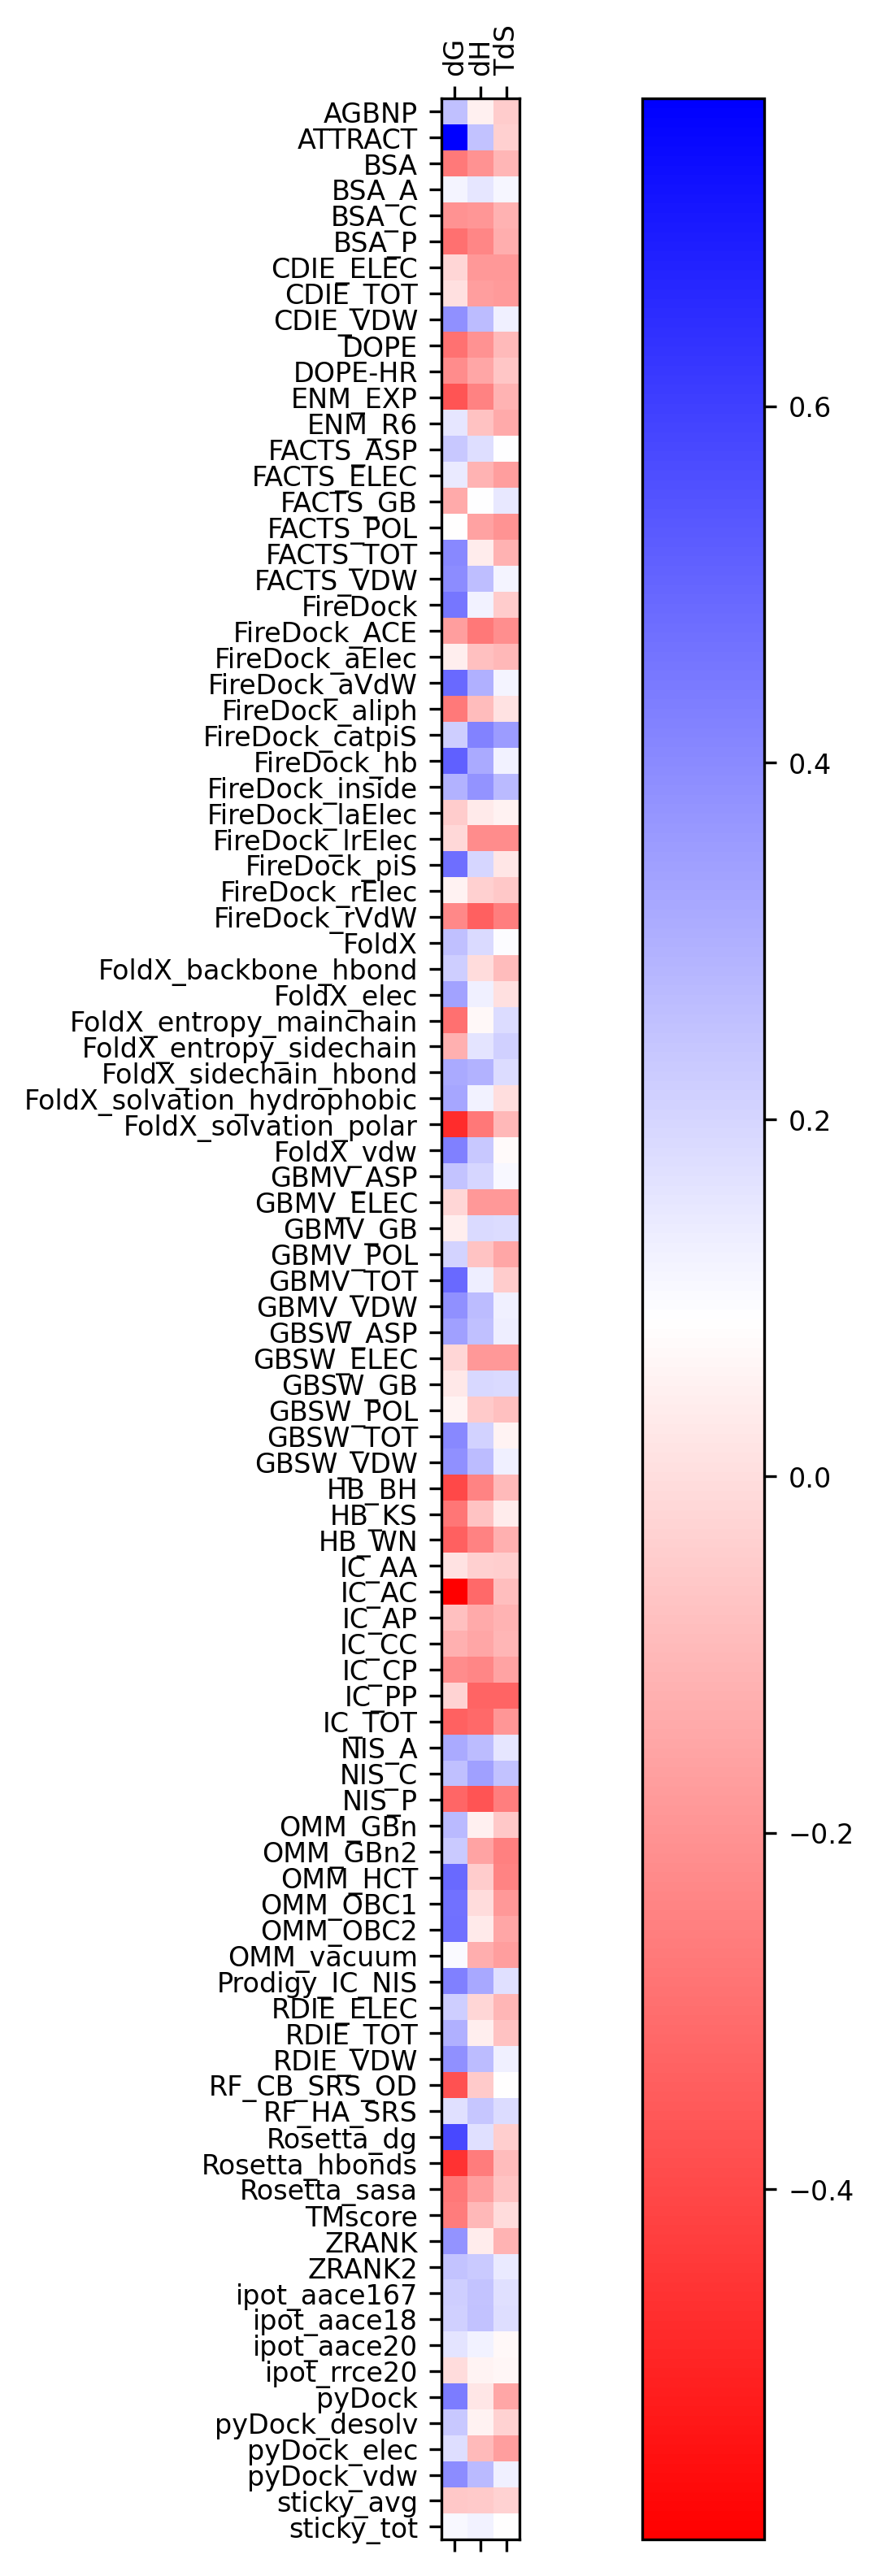 dG
dH
TdS
AGBNP
ATTRACT
BSA
BSA_A
BSA_C
BSA_P
CDIE_ELEC
CDIE_TOT
CDIE_VDW
DOPE
DOPE-HR
ENM_EXP
ENM_R6
FACTS_ASP
FACTS_ELEC
FACTS_GB
FACTS_POL
FACTS_TOT
FACTS_VDW
FireDock
FireDock_ACE
FireDock_aElec
FireDock_aVdW
FireDock_aliph
FireDock_catpiS
FireDock_hb
FireDock_inside
FireDock_laElec
FireDock_lrElec
FireDock_piS
FireDock_rElec
FireDock_rVdW
FoldX
FoldX_backbone_hbond
FoldX_elec
FoldX_entropy_mainchain
FoldX_entropy_sidechain
FoldX_sidechain_hbond
FoldX_solvation_hydrophobic
FoldX_solvation_polar
FoldX_vdw
GBMV_ASP
GBMV_ELEC
GBMV_GB
GBMV_POL
GBMV_TOT
GBMV_VDW
GBSW_ASP
GBSW_ELEC
GBSW_GB
GBSW_POL
GBSW_TOT
GBSW_VDW
HB_BH
HB_KS
HB_WN
IC_AA
IC_AC
IC_AP
IC_CC
IC_CP
IC_PP
IC_TOT
NIS_A
NIS_C
NIS_P
OMM_GBn
OMM_GBn2
OMM_HCT
OMM_OBC1
OMM_OBC2
OMM_vacuum
Prodigy_IC_NIS
RDIE_ELEC
RDIE_TOT
RDIE_VDW
RF_CB_SRS_OD
RF_HA_SRS
Rosetta_dg
Rosetta_hbonds
Rosetta_sasa
TMscore
ZRANK
ZRANK2
ipot_aace167
ipot_aace18
ipot_aace20
ipot_rrce20
pyDock
pyDock_desolv
pyDock_elec
pyDock_vdw
sticky_avg
sticky_tot
0.6
0.4
0.2
0.0
−0.2
−0.4